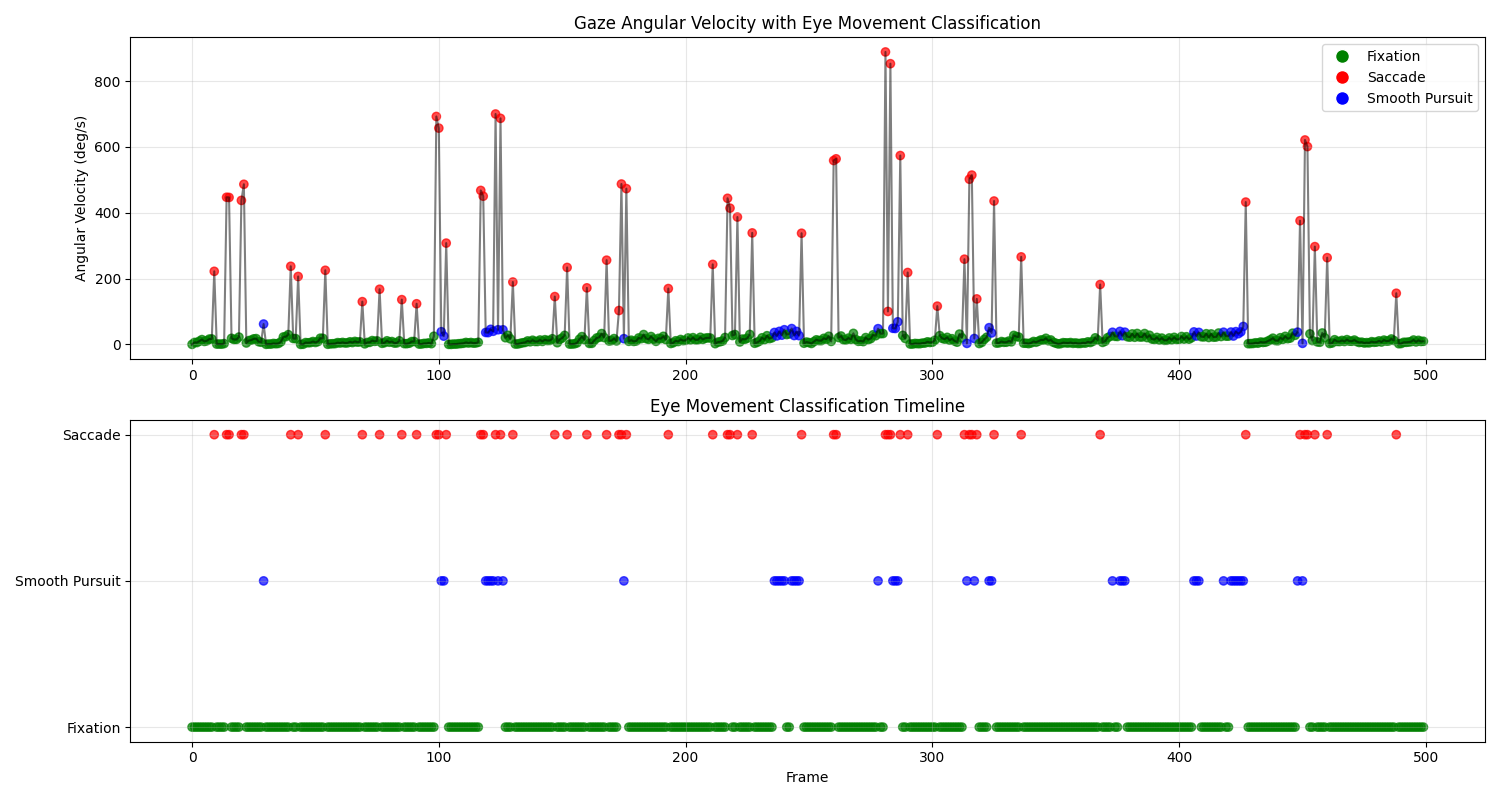 Gaze Angular Velocity with Eye Movement Classification
Angular Velocity (deg/s)
800
600
400
200
0
Fixation
Saccade
Smooth Pursuit
0 100 200 300 400 500
Eye Movement Classification Timeline
Saccade
Smooth Pursuit
Fixation
0 100 200 300 400 500
Frame